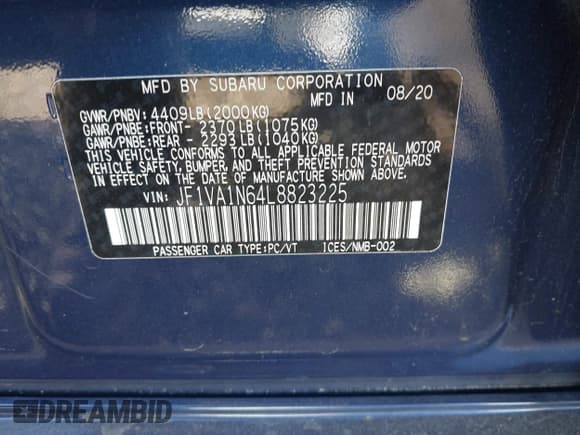 MFD BY SUBARU CORPORATION
MFD IN 08/20
GVWR/PNBV: 4409LB(2000KG)
GAWR/PNBE:FRONT- 2370LB(1075KG)
GAWR/PNBE:REAR - 2293LB(1040KG)
THIS VEHICLE CONFORMS TO ALL APPLICABLE FEDERAL MOTOR
VEHICLE SAFETY, BUMPER, AND THEFT PREVENTION STANDARDS
IN EFFECT ON THE DATE OF MANUFACTURE SHOWN ABOVE.
VIN: JF1VA1N64L8823225
PASSENGER CAR TYPE:PC/VT ICES/NMB-002
DREAMBID